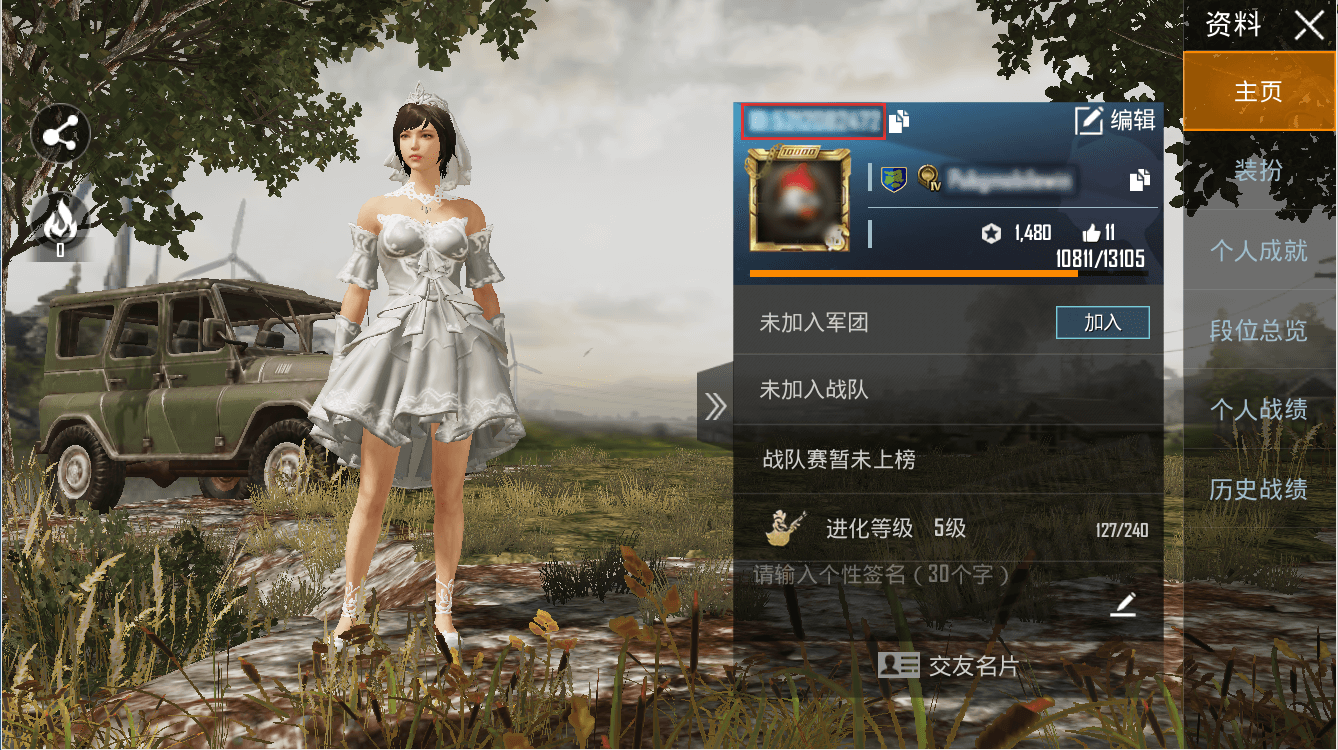 资料
主页
编辑
10000
IV
1,480
11
10811/13105
0
装扮
个人成就
未加入军团
加入
段位总览
未加入战队
个人战绩
战队赛暂未上榜
历史战绩
进化等级 5级 127/240
请输入个性签名（30个字）
交友名片